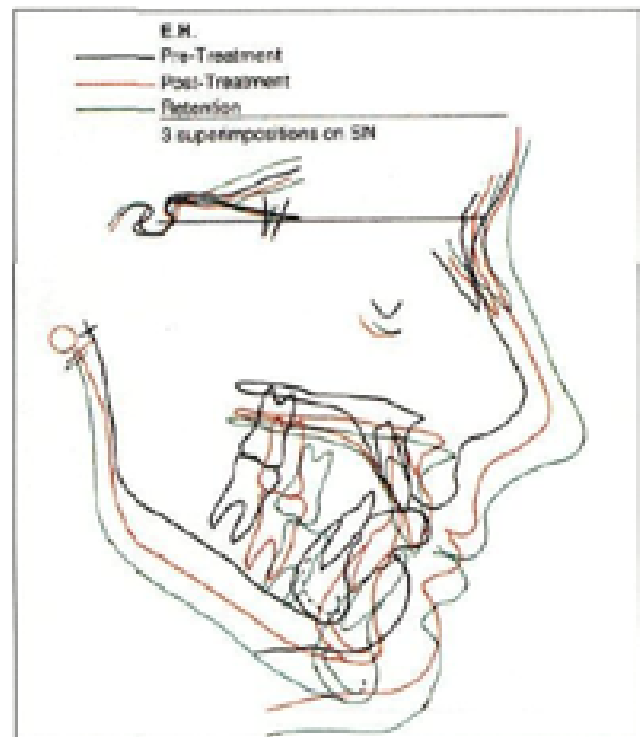 E.H.
Pre-Treatment
Post-Treatment
Retention
3 superimpositions on SN